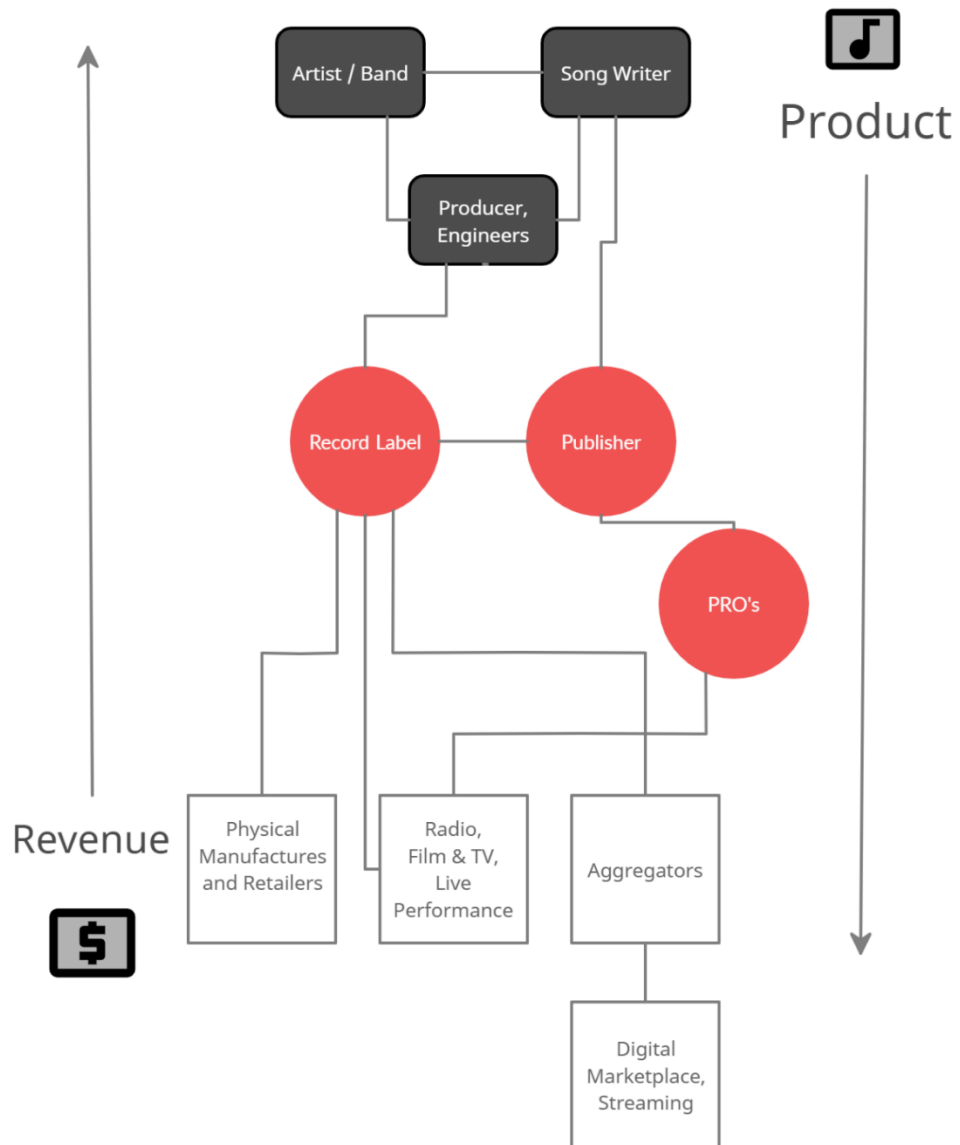 Artist / Band
Song Writer
Product
Producer,
Engineers
Record Label
Publisher
PRO's
Revenue
$
Physical
Manufactures
and Retailers
Radio,
Film & TV,
Live
Performance
Aggregators
Digital
Marketplace,
Streaming